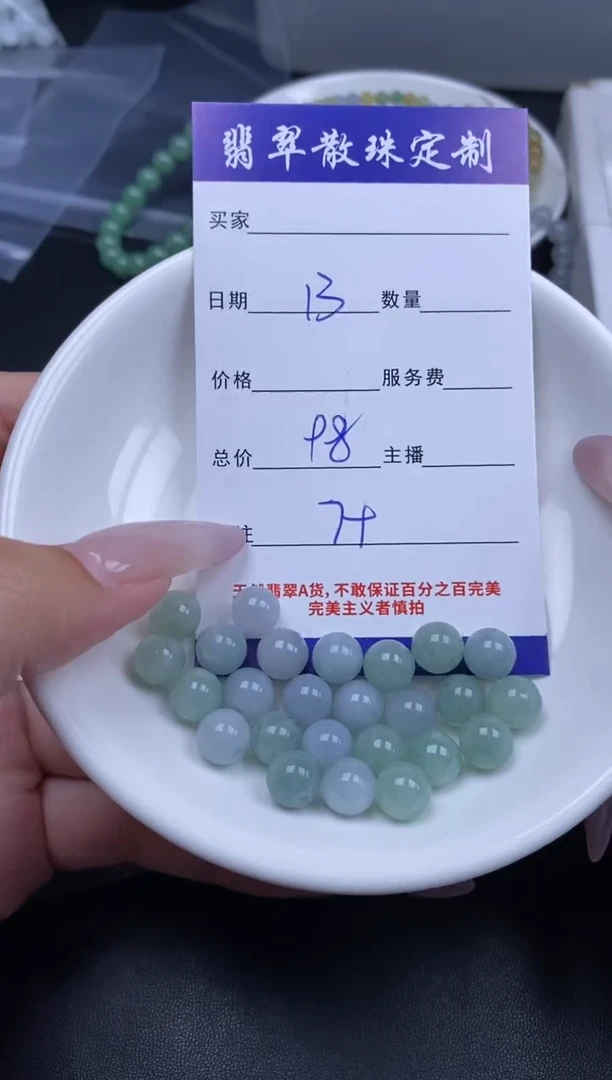 翡翠散珠定制
买家
日期 13 数量
价格 服务费
总价 98 主播
注
翡翠A货,不敢保证百分之百完美
完美主义者慎拍